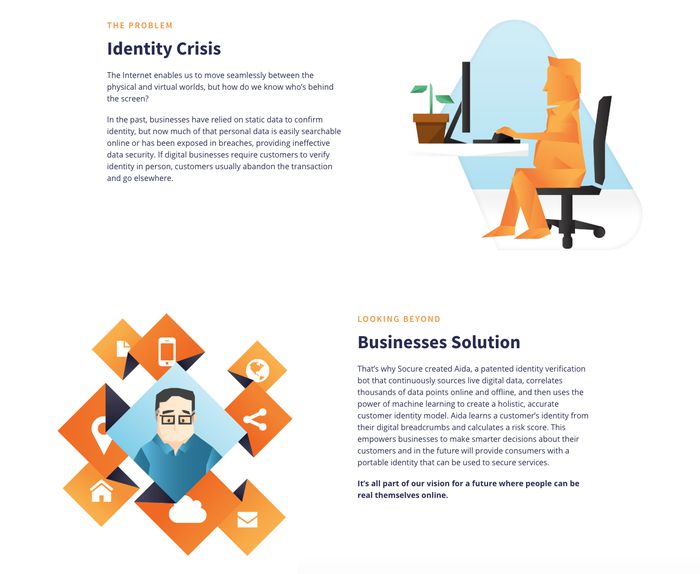 THE PROBLEM
Identity Crisis
The Internet enables us to move seamlessly between the
physical and virtual worlds, but how do we know who's behind
the screen?
In the past, businesses have relied on static data to confirm
identity, but now much of that personal data is easily searchable
online or has been exposed in breaches, providing ineffective
data security. If digital businesses require customers to verify
identity in person, customers usually abandon the transaction
and go elsewhere.
LOOKING BEYOND
Businesses Solution
That's why Socure created Aida, a patented identity verification
bot that continuously sources live digital data, correlates
thousands of data points online and offline, and then uses the
power of machine learning to create a holistic, accurate
customer identity model. Aida learns a customer's identity from
their digital breadcrumbs and calculates a risk score. This
empowers businesses to make smarter decisions about their
customers and in the future will provide consumers with a
portable identity that can be used to secure services.
It's all part of our vision for a future where people can be
real themselves online.